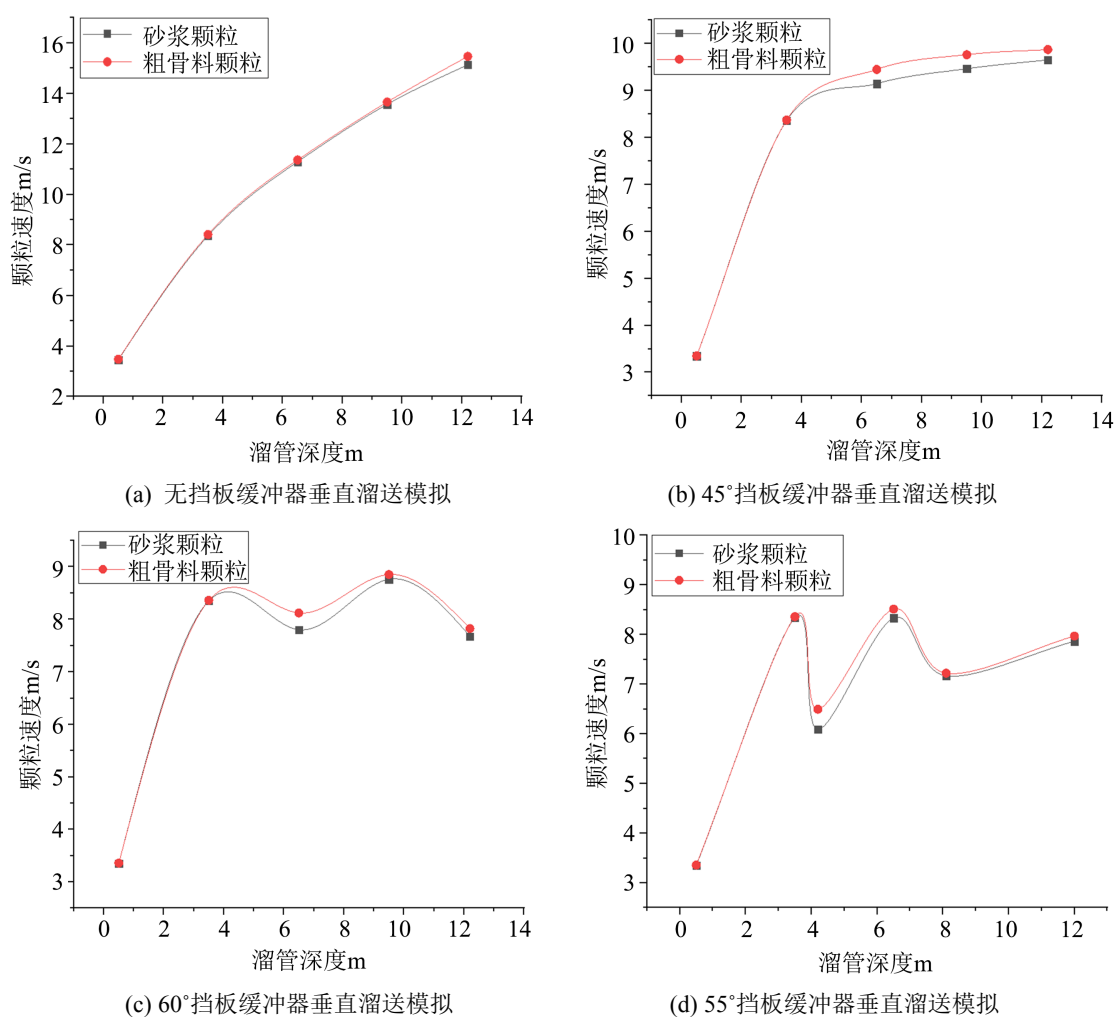 砂浆颗粒
粗骨料颗粒
16
14
12
10
8
6
4
2
颗粒速度m/s
0 2 4 6 8 10 12 14
溜管深度m
(a) 无挡板缓冲器垂直溜送模拟
砂浆颗粒
粗骨料颗粒
10
9
8
7
6
5
4
3
颗粒速度m/s
0 2 4 6 8 10 12 14
溜管深度m
(b) 45°挡板缓冲器垂直溜送模拟
砂浆颗粒
粗骨料颗粒
9
8
7
6
5
4
3
颗粒速度m/s
0 2 4 6 8 10 12 14
溜管深度m
(c) 60°挡板缓冲器垂直溜送模拟
砂浆颗粒
粗骨料颗粒
10
9
8
7
6
5
4
3
颗粒速度m/s
0 2 4 6 8 10 12
溜管深度m
(d) 55°挡板缓冲器垂直溜送模拟